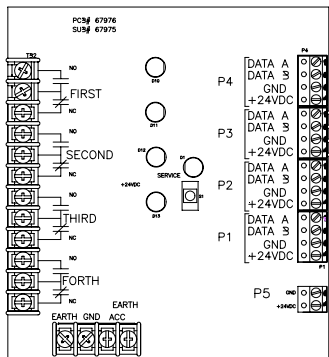 PCB# 67976
SUB# 67975
TB2
P4
NO
FIRST
NC
D10
P4
DATA A
DATA B
GND
+24VDC
D11
NO
SECOND
NC
D12
D1
SERVICE
+24VDC
S1
D13
P3
DATA A
DATA B
GND
+24VDC
P2
DATA A
DATA B
GND
+24VDC
NO
THIRD
NC
P1
DATA A
DATA B
GND
+24VDC
P1
NO
FORTH
NC
P5
GND
+24VDC
EARTH
EARTH GND ACC